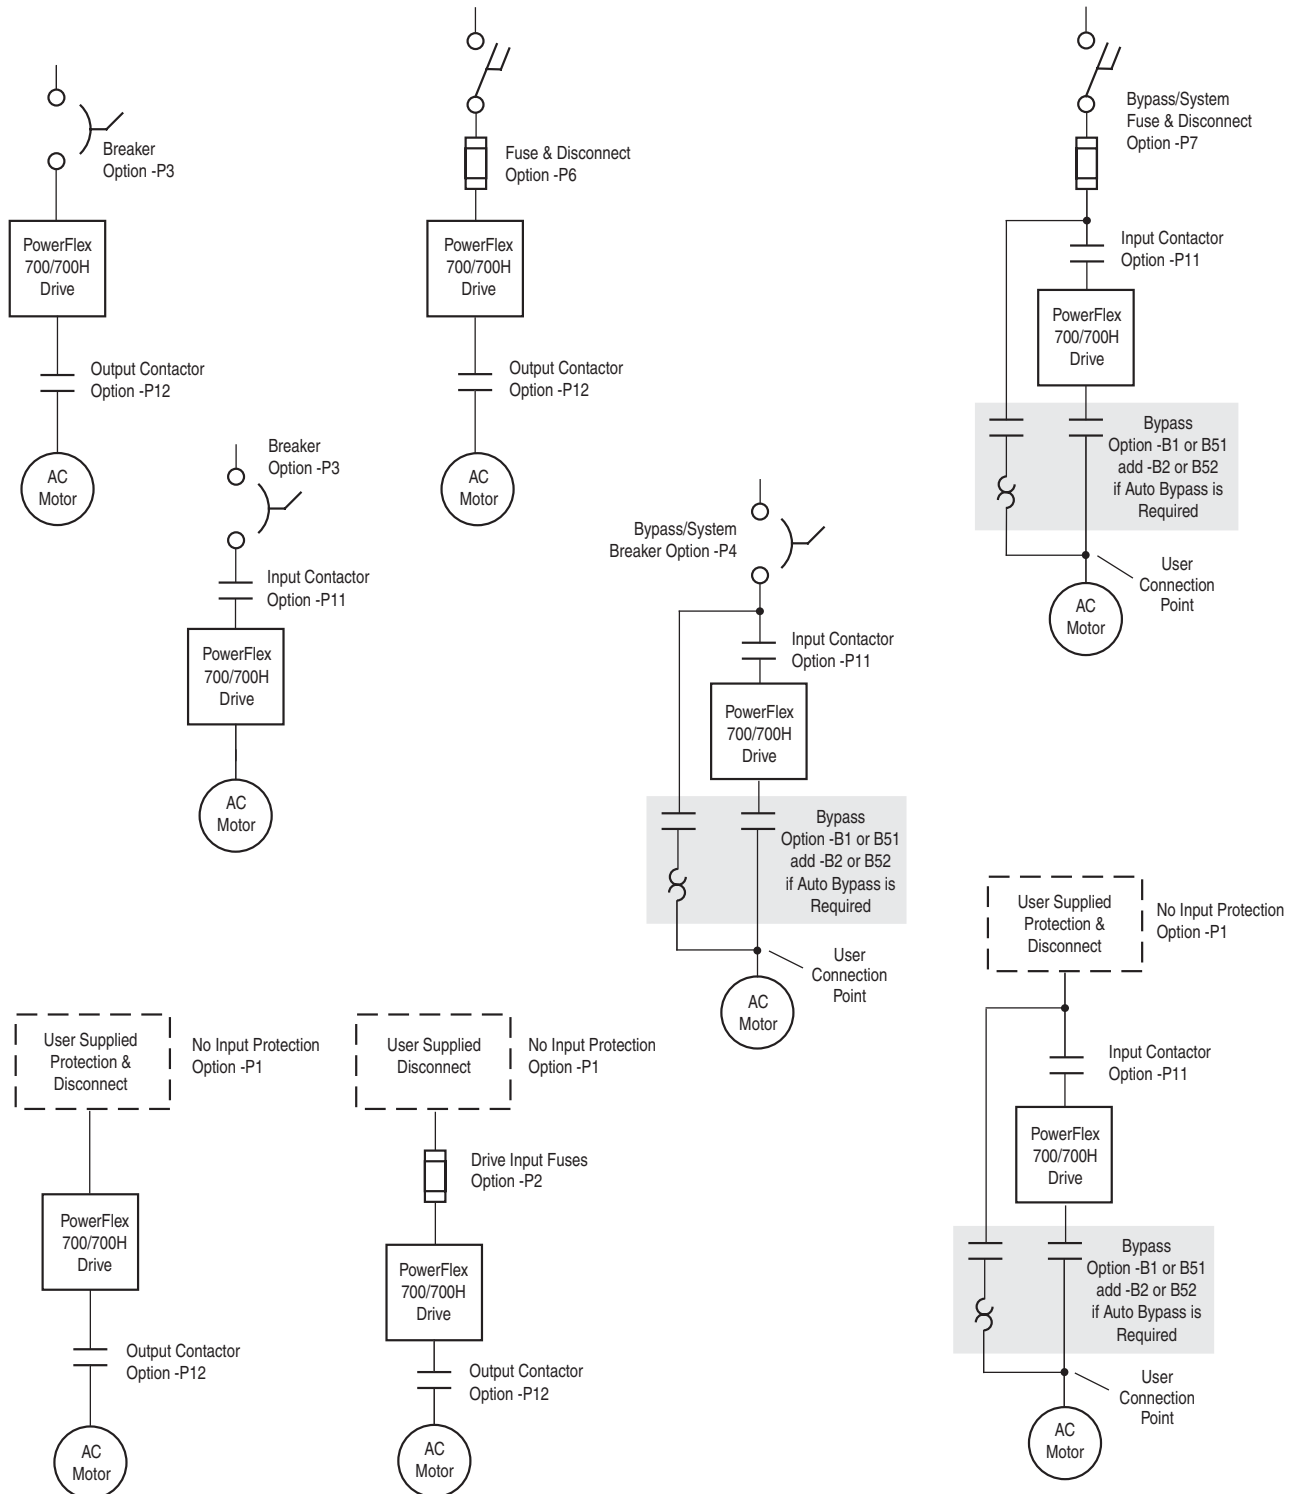 Breaker
Option -P3
PowerFlex
700/700H
Drive
Output Contactor
Option -P12
AC
Motor
Fuse & Disconnect
Option -P6
PowerFlex
700/700H
Drive
Output Contactor
Option -P12
AC
Motor
Bypass/System
Fuse & Disconnect
Option -P7
Input Contactor
Option -P11
PowerFlex
700/700H
Drive
Bypass
Option -B1 or B51
add -B2 or B52
if Auto Bypass is
Required
User
Connection
Point
AC
Motor
Breaker
Option -P3
Input Contactor
Option -P11
PowerFlex
700/700H
Drive
AC
Motor
Bypass/System
Breaker Option -P4
Input Contactor
Option -P11
PowerFlex
700/700H
Drive
Bypass
Option -B1 or B51
add -B2 or B52
if Auto Bypass is
Required
User
Connection
Point
AC
Motor
User Supplied
Protection &
Disconnect
No Input Protection
Option -P1
PowerFlex
700/700H
Drive
Output Contactor
Option -P12
AC
Motor
User Supplied
Disconnect
No Input Protection
Option -P1
Drive Input Fuses
Option -P2
PowerFlex
700/700H
Drive
Output Contactor
Option -P12
AC
Motor
User Supplied
Protection &
Disconnect
No Input Protection
Option -P1
Input Contactor
Option -P11
PowerFlex
700/700H
Drive
Bypass
Option -B1 or B51
add -B2 or B52
if Auto Bypass is
Required
User
Connection
Point
AC
Motor